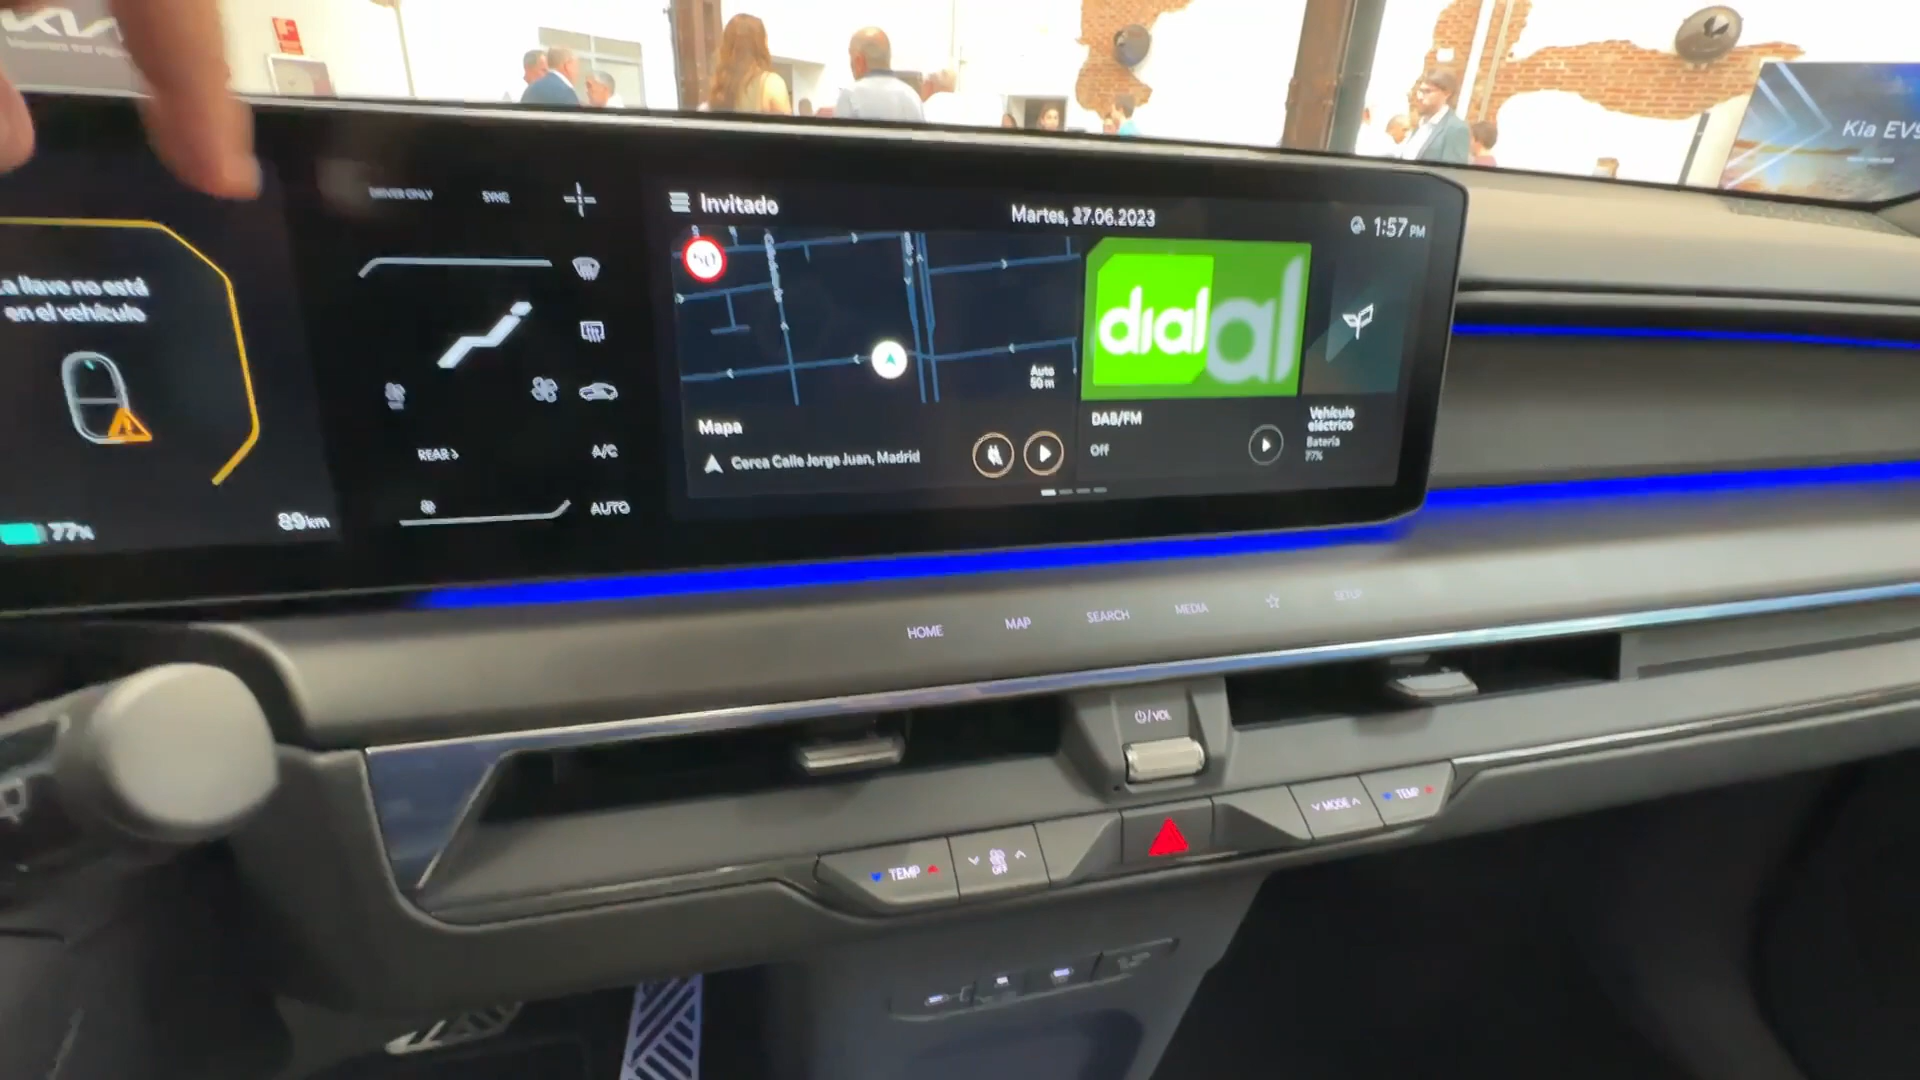 KIA
Kia EV9
DRIVER ONLY
SYNC
Invitado
Martes, 27.06.2023
1:57 PM
50
La llave no está
en el vehículo
dial
al
Auto
50 m
Mapa
DAB/FM
Vehículo
eléctrico
Batería
77%
Off
Cerca Calle Jorge Juan, Madrid
REAR >
A/C
AUTO
77%
89km
HOME
MAP
SEARCH
MEDIA
SETUP
/VOL
TEMP
OFF
MODE
TEMP